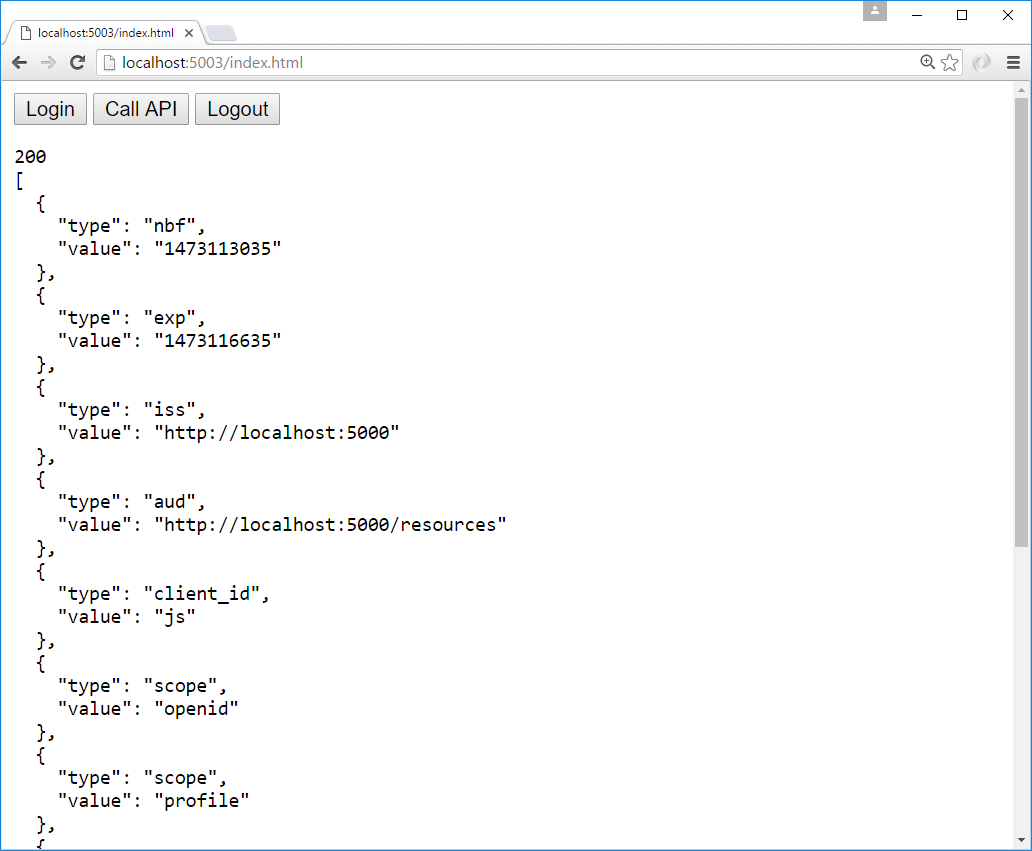 localhost:5003/index.html
localhost:5003/index.html
Login Call API Logout
200
[
  {
    "type": "nbf",
    "value": "1473113035"
  },
  {
    "type": "exp",
    "value": "1473116635"
  },
  {
    "type": "iss",
    "value": "http://localhost:5000"
  },
  {
    "type": "aud",
    "value": "http://localhost:5000/resources"
  },
  {
    "type": "client_id",
    "value": "js"
  },
  {
    "type": "scope",
    "value": "openid"
  },
  {
    "type": "scope",
    "value": "profile"
  },
  {